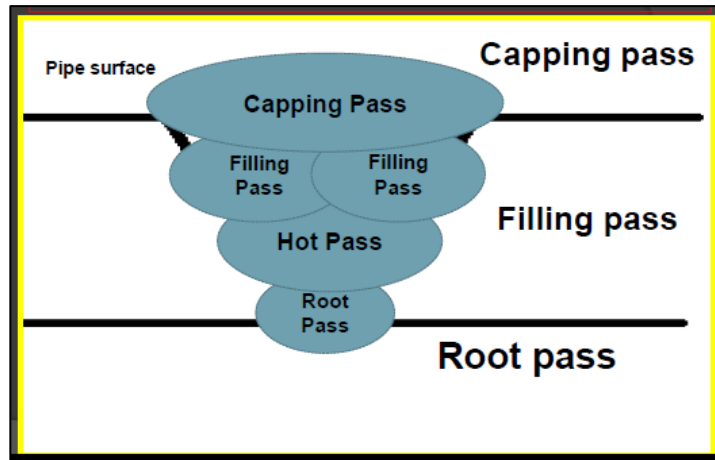 Capping pass
Pipe surface
Capping Pass
Filling
Pass
Filling
Pass
Filling pass
Hot Pass
Root
Pass
Root pass